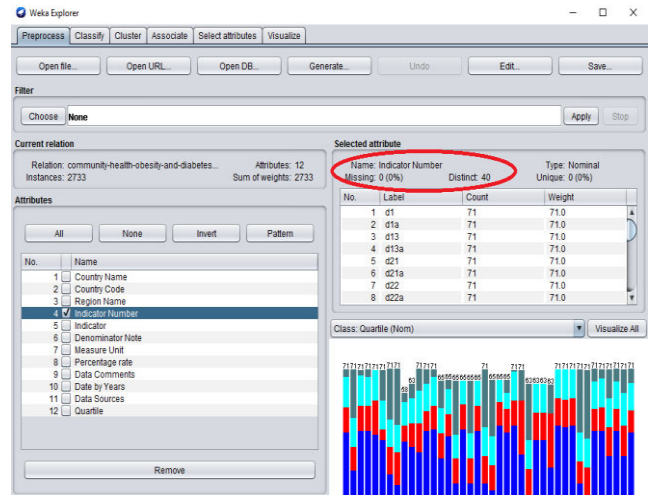 Weka Explorer
Preprocess Classify Cluster Associate Select attributes Visualize
Open file... Open URL... Open DB... Generate... Undo Edit... Save...
Filter
Choose None Apply Stop
Current relation
Relation: community-health-obesity-and-diabetes... Attributes: 12
Instances: 2733 Sum of weights: 2733
Attributes
All None Invert Pattern
No. Name
1 Country Name
2 Country Code
3 Region Name
4 Indicator Number
5 Indicator
6 Denominator Note
7 Measure Unit
8 Percentage rate
9 Data Comments
10 Date by Years
11 Data Sources
12 Quartile
Remove
Selected attribute
Name: Indicator Number Type: Nominal
Missing: 0 (0%) Distinct: 40 Unique: 0 (0%)
No. Label Count Weight
1 d1 71 71.0
2 d1a 71 71.0
3 d13 71 71.0
4 d13a 71 71.0
5 d21 71 71.0
6 d21a 71 71.0
7 d22 71 71.0
8 d22a 71 71.0
Class: Quartile (Nom) Visualize All